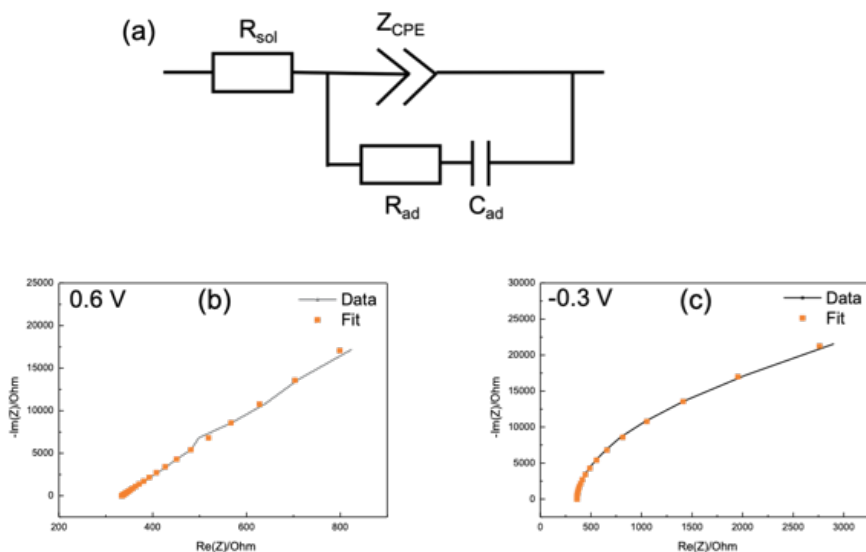 (a)
R_sol
Z_CPE
R_ad
C_ad
0.6 V
(b)
Data
Fit
25000
20000
15000
10000
5000
0
-Im(Z)/Ohm
200
400
600
800
Re(Z)/Ohm
-0.3 V
(c)
Data
Fit
30000
25000
20000
15000
10000
5000
0
-Im(Z)/Ohm
0
500
1000
1500
2000
2500
3000
Re(Z)/Ohm